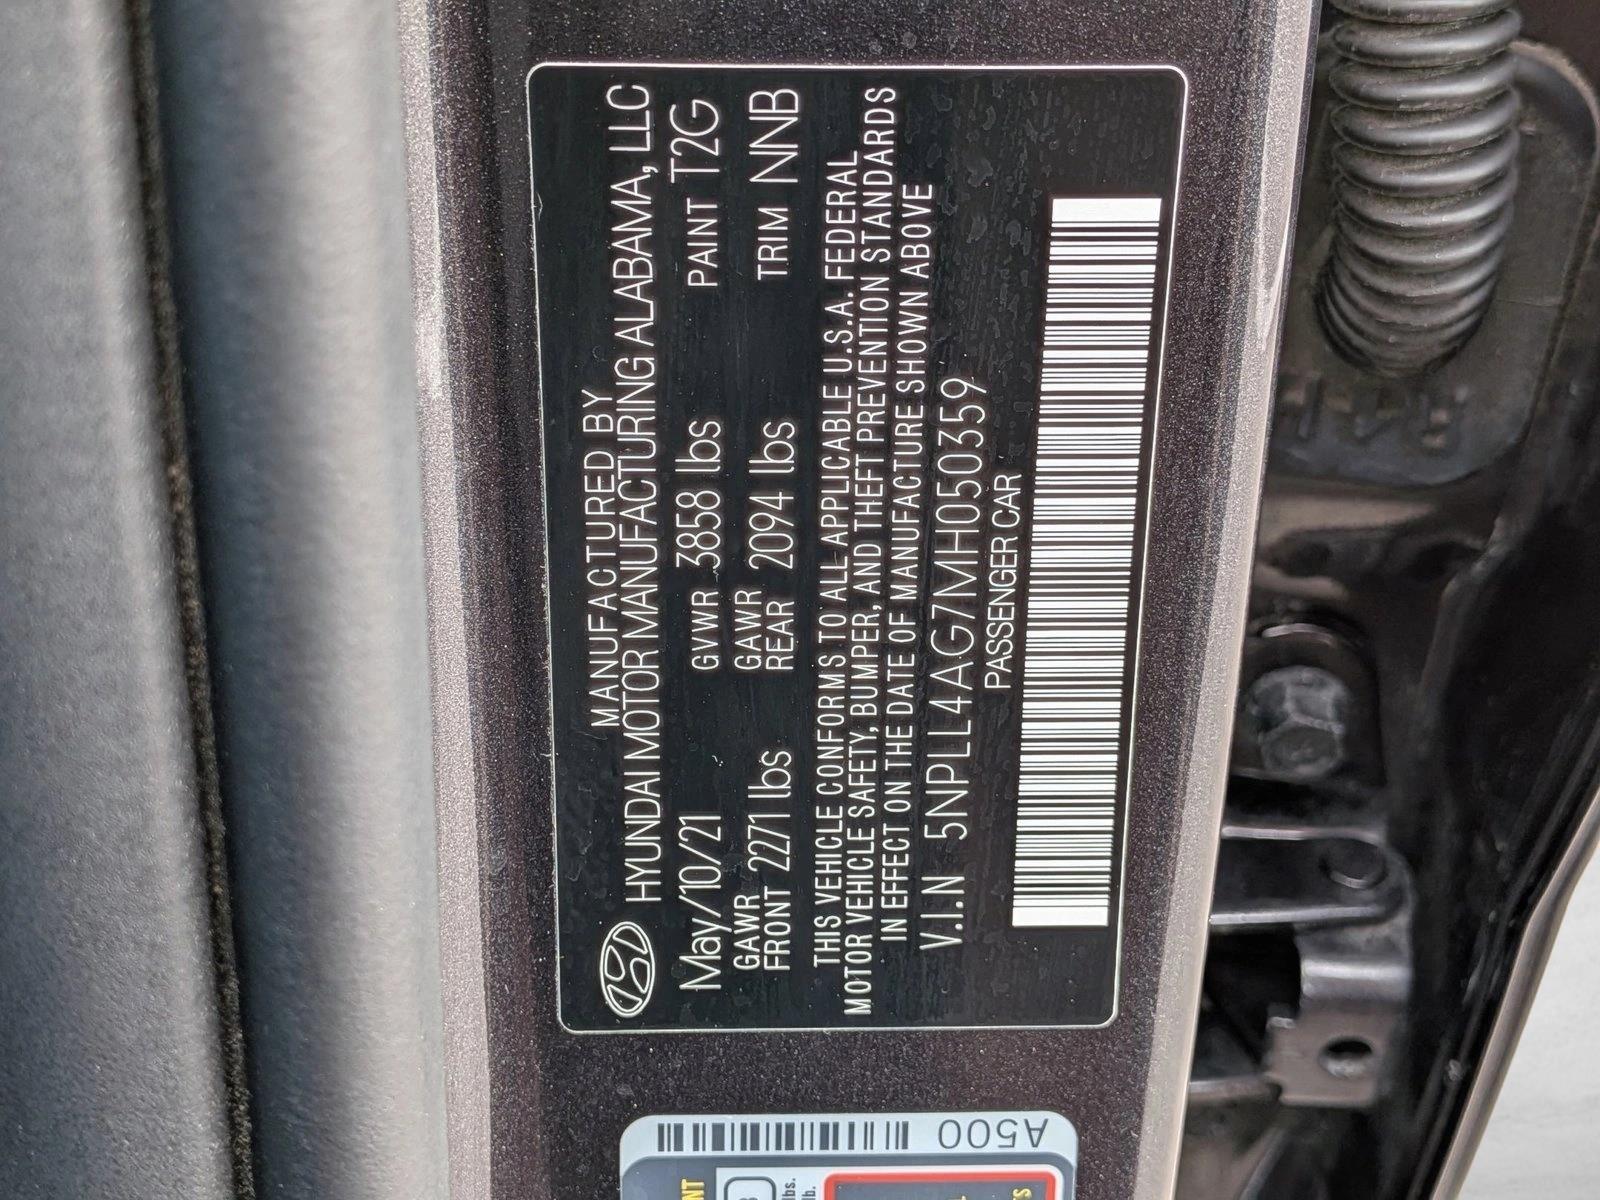 MANUFACTURED BY
HYUNDAI MOTOR MANUFACTURING ALABAMA, LLC
May/10/21 GVWR 3858 lbs PAINT T2G
GAWR FRONT 2271 lbs GAWR REAR 2094 lbs TRIM NNB
THIS VEHICLE CONFORMS TO ALL APPLICABLE U.S.A. FEDERAL
MOTOR VEHICLE SAFETY, BUMPER, AND THEFT PREVENTION STANDARDS
IN EFFECT ON THE DATE OF MANUFACTURE SHOWN ABOVE
V.I.N 5NPLL4AG7MH050359
PASSENGER CAR
A500
lbs.
lb.